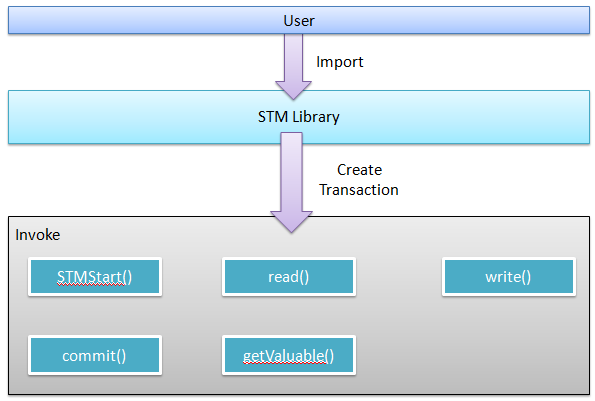 User
Import
STM Library
Create
Transaction
Invoke
STMStart()
read()
write()
commit()
getValuable()